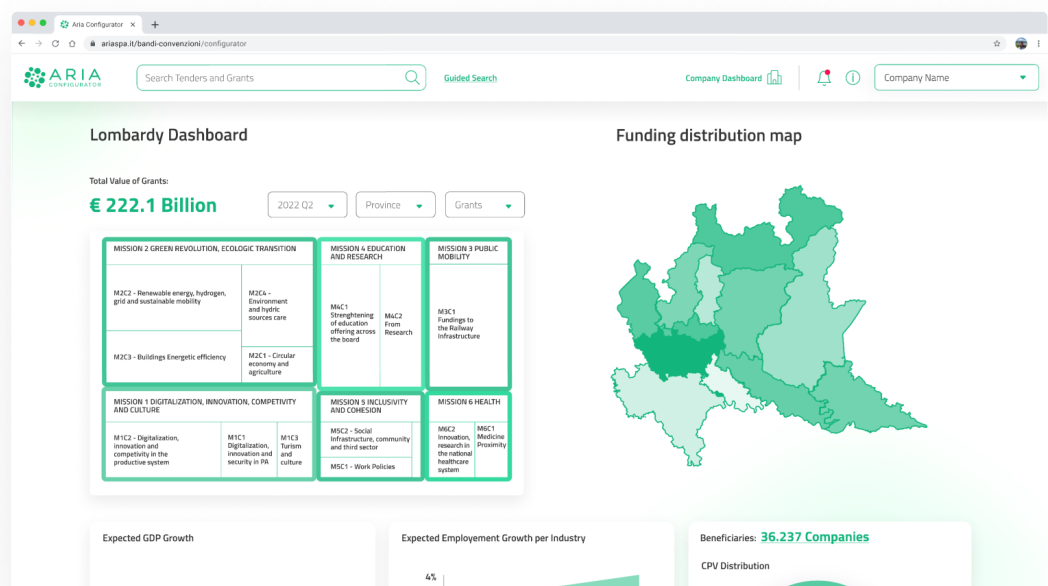 Aria Configurator
ariaspa.it/bandi-convenzioni/configurator
ARIA
CONFIGURATOR
Search Tenders and Grants
Guided Search
Company Dashboard
Company Name
Lombardy Dashboard
Funding distribution map
Total Value of Grants:
€ 222.1 Billion
2022 Q2
Province
Grants
MISSION 2 GREEN REVOLUTION, ECOLOGIC TRANSITION
M2C2 - Renewable energy, hydrogen,
grid and sustainable mobility
M2C4 -
Environment
and hydric
sources care
M2C3 - Buildings Energetic efficiency
M2C1 - Circular
economy and
agriculture
MISSION 4 EDUCATION
AND RESEARCH
M4C1
Strenghtening
of education
offering across
the board
M4C2
From
Research
MISSION 3 PUBLIC
MOBILITY
M3C1
Fundings to
the Railway
infrastructure
MISSION 1 DIGITALIZATION, INNOVATION, COMPETIVITY
AND CULTURE
M1C2 - Digitalization,
innovation and
competivity in the
productive system
M1C1
Digitalization,
innovation and
security in PA
M1C3
Turism
and
culture
MISSION 5 INCLUSIVITY
AND COHESION
M5C2 - Social
Infrastructure, community
and third sector
M5C1 - Work Policies
MISSION 6 HEALTH
M6C2
Innovation,
research in
the national
healthcare
system
M6C1
Medicine
Proximity
Expected GDP Growth
Expected Employement Growth per Industry
4%
Beneficiaries: 36.237 Companies
CPV Distribution